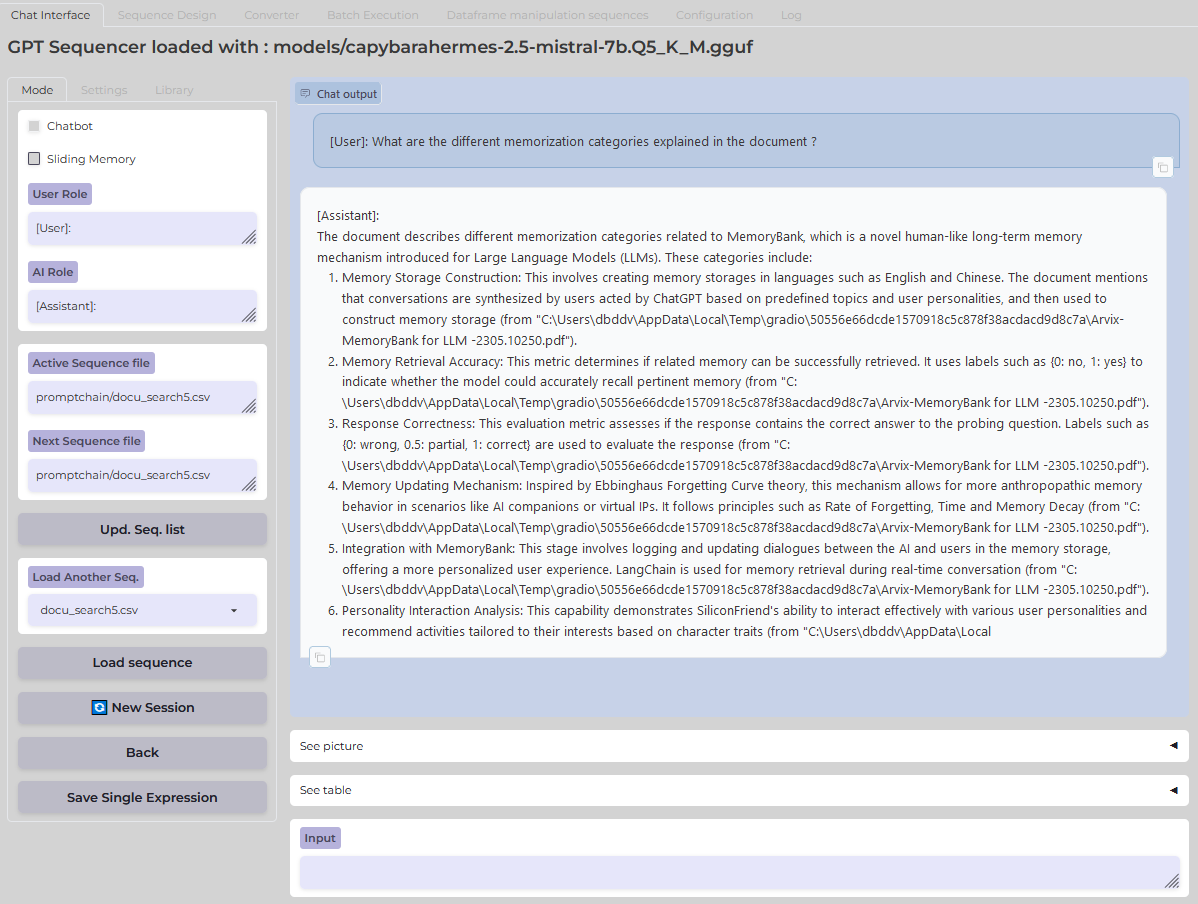 Chat Interface
Sequence Design
Converter
Batch Execution
Dataframe manipulation sequences
Configuration
Log
GPT Sequencer loaded with : models/capybarahermes-2.5-mistral-7b.Q5_K_M.gguf
Mode
Settings
Library
Chatbot
Sliding Memory
User Role
[User]:
AI Role
[Assistant]:
Active Sequence file
promptchain/docu_search5.csv
Next Sequence file
promptchain/docu_search5.csv
Upd. Seq. list
Load Another Seq.
docu_search5.csv
Load sequence
New Session
Back
Save Single Expression
Chat output
[User]: What are the different memorization categories explained in the document ?
[Assistant]:
The document describes different memorization categories related to MemoryBank, which is a novel human-like long-term memory
mechanism introduced for Large Language Models (LLMs). These categories include:
1. Memory Storage Construction: This involves creating memory storages in languages such as English and Chinese. The document mentions
that conversations are synthesized by users acted by ChatGPT based on predefined topics and user personalities, and then used to
construct memory storage (from "C:\Users\dbddv\AppData\Local\Temp\gradio\50556e66dcde1570918c5c878f38acdacd9d8c7a\Arvix-
MemoryBank for LLM -2305.10250.pdf").
2. Memory Retrieval Accuracy: This metric determines if related memory can be successfully retrieved. It uses labels such as {0: no, 1: yes} to
indicate whether the model could accurately recall pertinent memory (from "C:
\Users\dbddv\AppData\Local\Temp\gradio\50556e66dcde1570918c5c878f38acdacd9d8c7a\Arvix-MemoryBank for LLM -2305.10250.pdf").
3. Response Correctness: This evaluation metric assesses if the response contains the correct answer to the probing question. Labels such as
{0: wrong, 0.5: partial, 1: correct} are used to evaluate the response (from "C:
\Users\dbddv\AppData\Local\Temp\gradio\50556e66dcde1570918c5c878f38acdacd9d8c7a\Arvix-MemoryBank for LLM -2305.10250.pdf").
4. Memory Updating Mechanism: Inspired by Ebbinghaus Forgetting Curve theory, this mechanism allows for more anthropopathic memory
behavior in scenarios like AI companions or virtual IPs. It follows principles such as Rate of Forgetting, Time and Memory Decay (from "C:
\Users\dbddv\AppData\Local\Temp\gradio\50556e66dcde1570918c5c878f38acdacd9d8c7a\Arvix-MemoryBank for LLM -2305.10250.pdf").
5. Integration with MemoryBank: This stage involves logging and updating dialogues between the AI and users in the memory storage,
offering a more personalized user experience. LangChain is used for memory retrieval during real-time conversation (from "C:
\Users\dbddv\AppData\Local\Temp\gradio\50556e66dcde1570918c5c878f38acdacd9d8c7a\Arvix-MemoryBank for LLM -2305.10250.pdf").
6. Personality Interaction Analysis: This capability demonstrates SiliconFriend's ability to interact effectively with various user personalities and
recommend activities tailored to their interests based on character traits (from "C:\Users\dbddv\AppData\Local
See picture
See table
Input